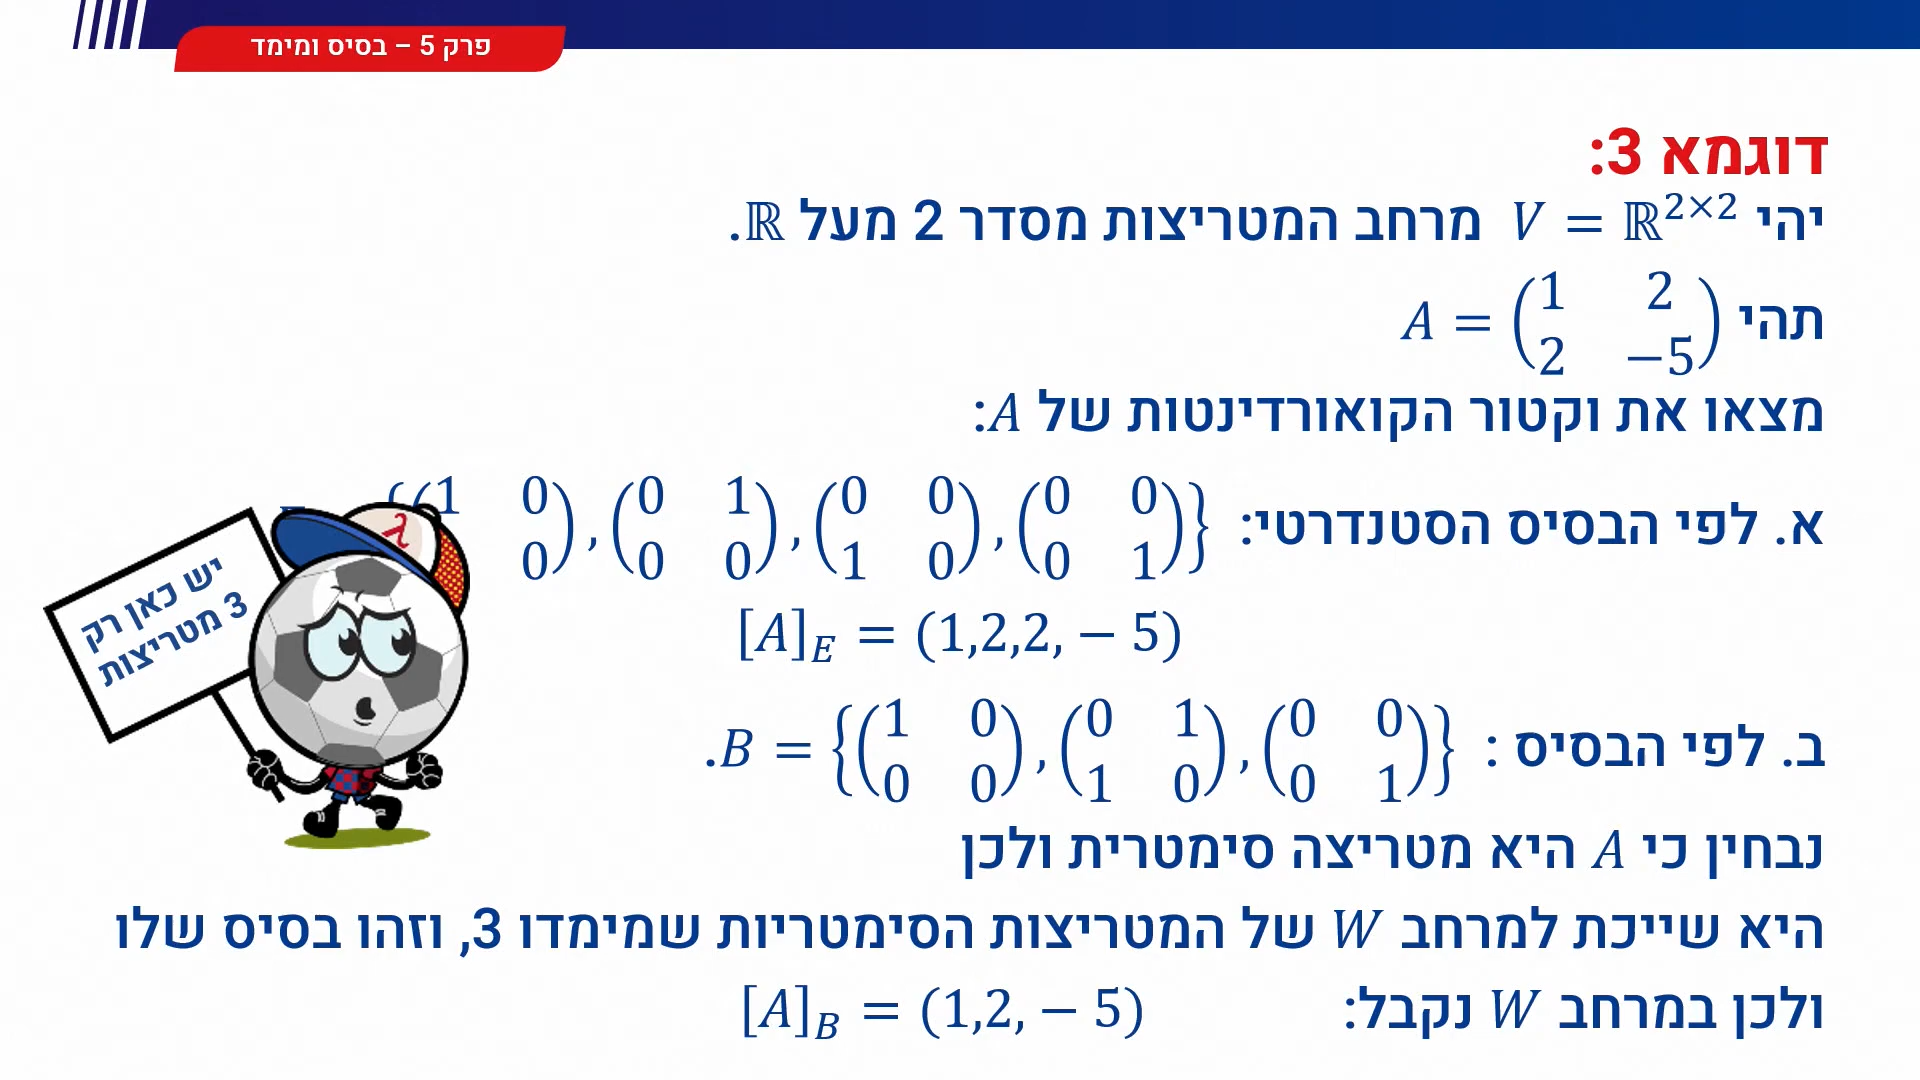 פרק 5 – בסיס ומימד
דוגמא 3:
יהי V = ℝ^{2×2} מרחב המטריצות מסדר 2 מעל ℝ.
תהי A = \begin{pmatrix} 1 & 2 \\ 2 & -5 \end{pmatrix}
מצאו את וקטור הקואורדינטות של A:
א. לפי הבסיס הסטנדרטי: {(1 0 \\ 0), (0 1 \\ 0 0), (0 0 \\ 1 0), (0 0 \\ 0 1)}
[A]_E = (1,2,2, − 5)
ב. לפי הבסיס : B = {(1 0 \\ 0 0), (0 1 \\ 1 0), (0 0 \\ 0 1)}.
נבחין כי A היא מטריצה סימטרית ולכן
היא שייכת למרחב W של המטריצות הסימטריות שמימדו 3, וזהו בסיס שלו
ולכן במרחב W נקבל: [A]_B = (1,2, − 5)
יש כאן רק
3 מטריצות
λ